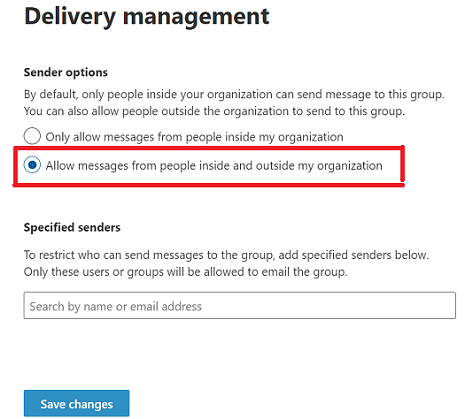 Delivery management
Sender options
By default, only people inside your organization can send message to this group.
You can also allow people outside the organization to send to this group.
Only allow messages from people inside my organization
Allow messages from people inside and outside my organization
Specified senders
To restrict who can send messages to the group, add specified senders below.
Only these users or groups will be allowed to email the group.
Search by name or email address
Save changes